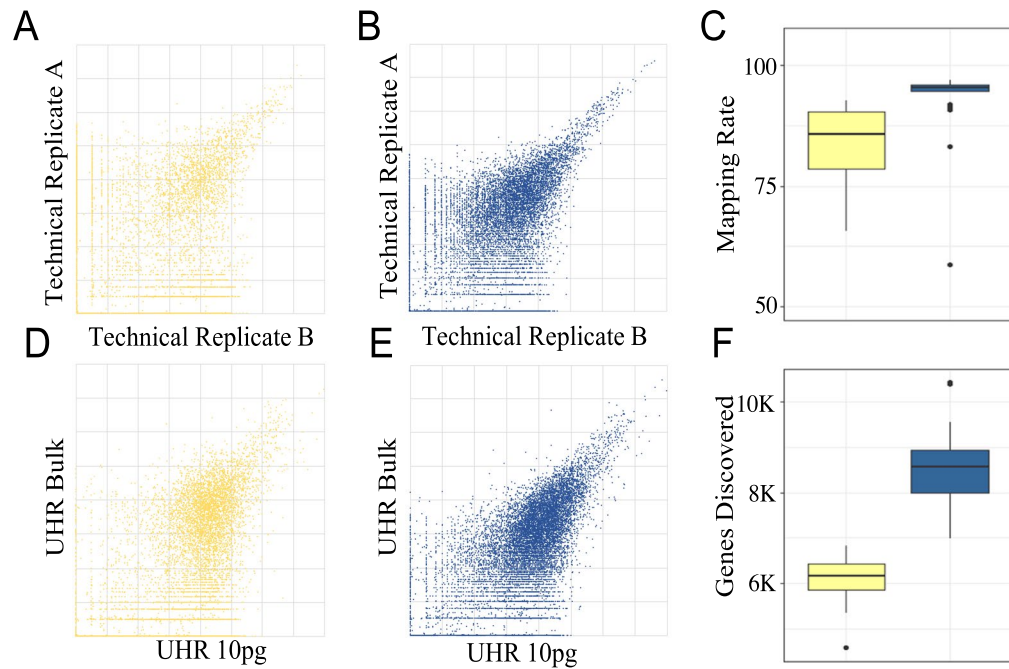 A
B
C
Technical Replicate A
Technical Replicate B
Technical Replicate A
Technical Replicate B
Mapping Rate
100
75
50
D
E
F
UHR Bulk
UHR 10pg
UHR Bulk
UHR 10pg
Genes Discovered
10K
8K
6K